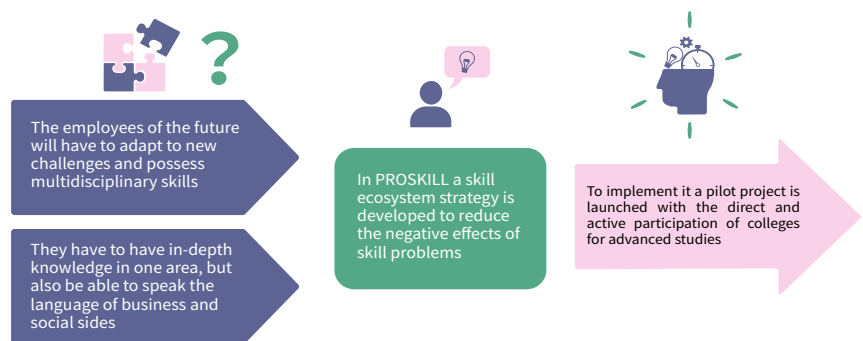 ?
The employees of the future
will have to adapt to new
challenges and possess
multidisciplinary skills
They have to have in-depth
knowledge in one area, but
also be able to speak the
language of business and
social sides
In PROSKILL a skill
ecosystem strategy is
developed to reduce
the negative effects of
skill problems
To implement it a pilot project is
launched with the direct and
active participation of colleges
for advanced studies